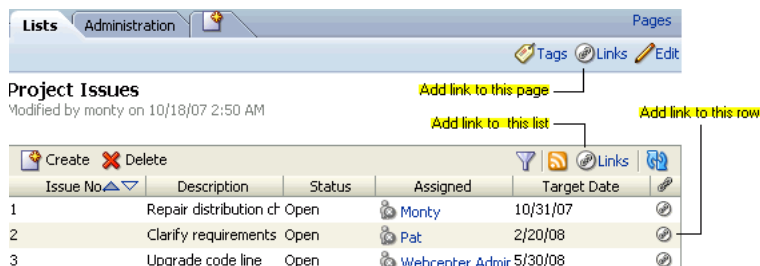 Lists Administration Pages
Tags Links Edit
Project Issues
Add link to this page
Modified by monty on 10/18/07 2:50 AM
Add link to this list
Add link to this row
Create Delete Links
Issue No Description Status Assigned Target Date
1 Repair distribution ch Open Monty 10/31/07
2 Clarify requirements Open Pat 2/20/08
3 Upgrade code line Open Webcenter Admir 5/30/08